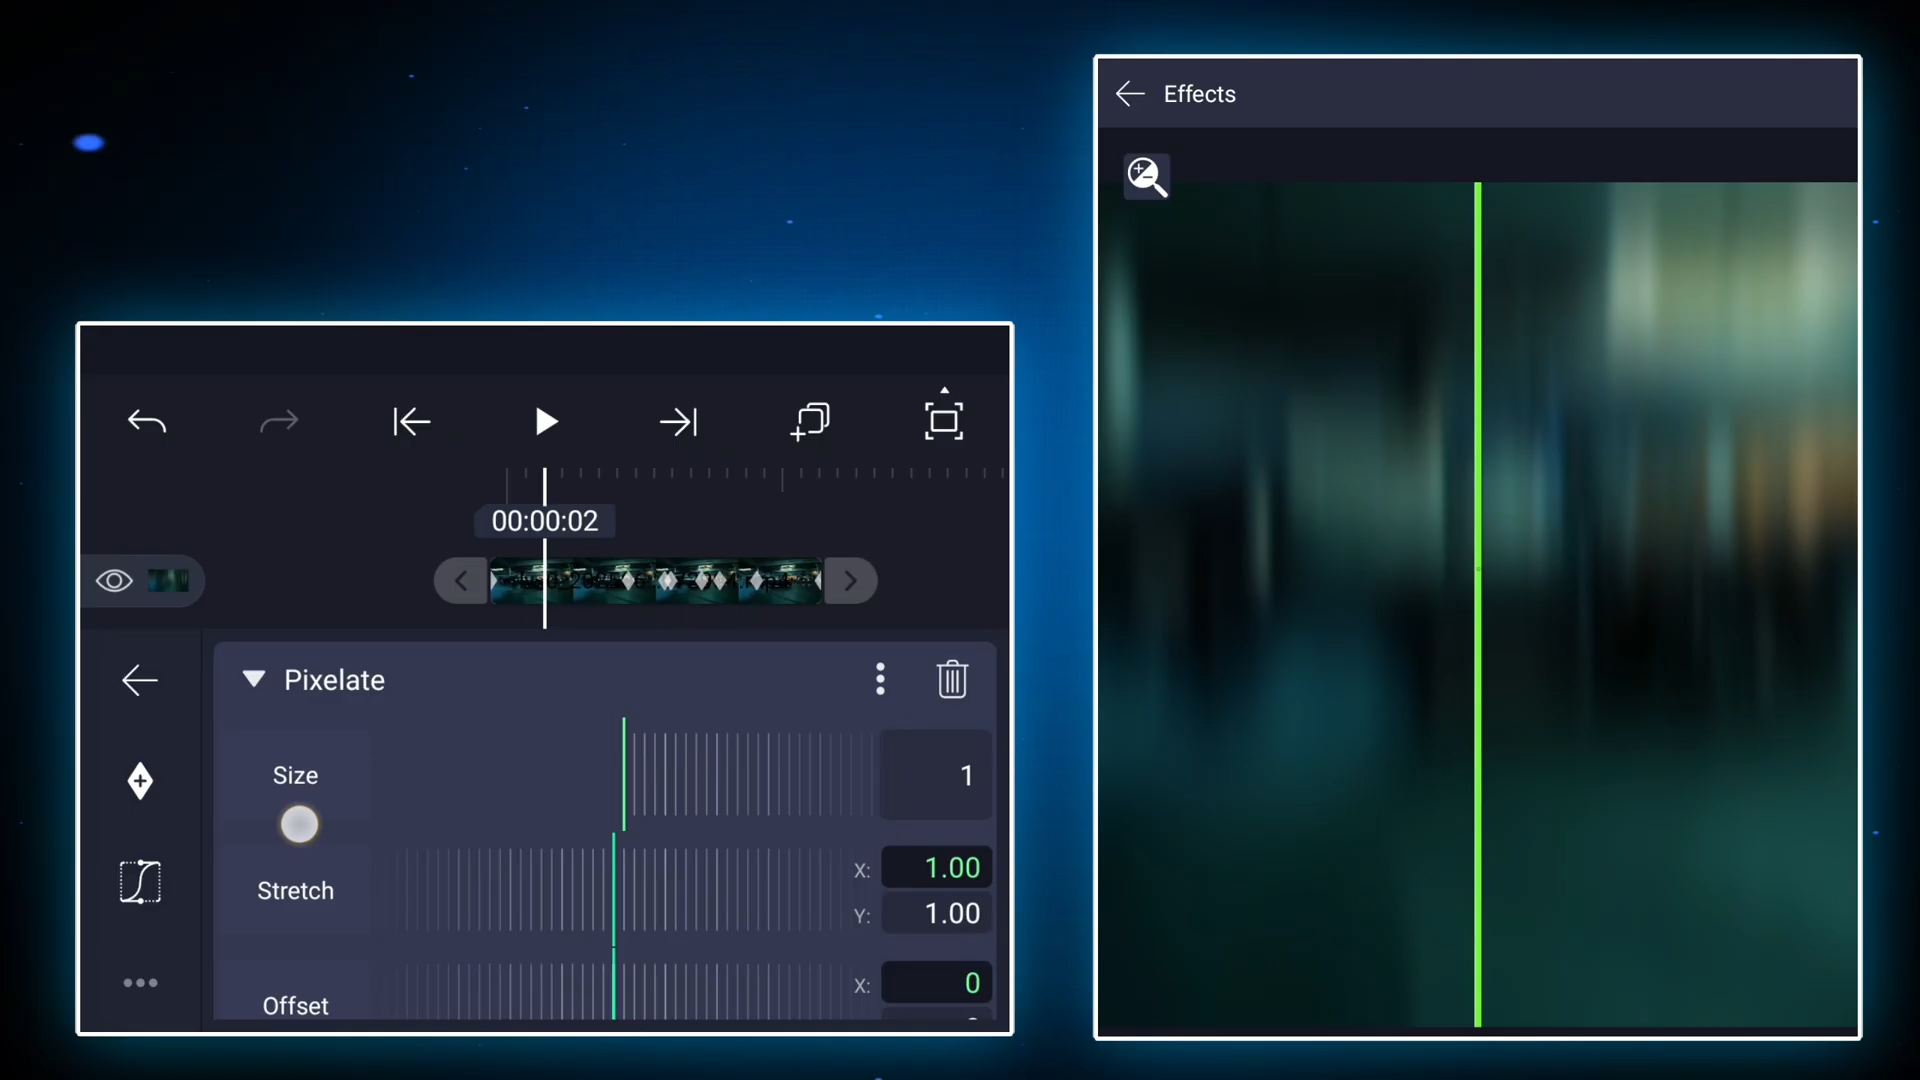 Effects
00:00:02
Pixelate
Size
1
Stretch
X: 1.00
Y: 1.00
Offset
X: 0